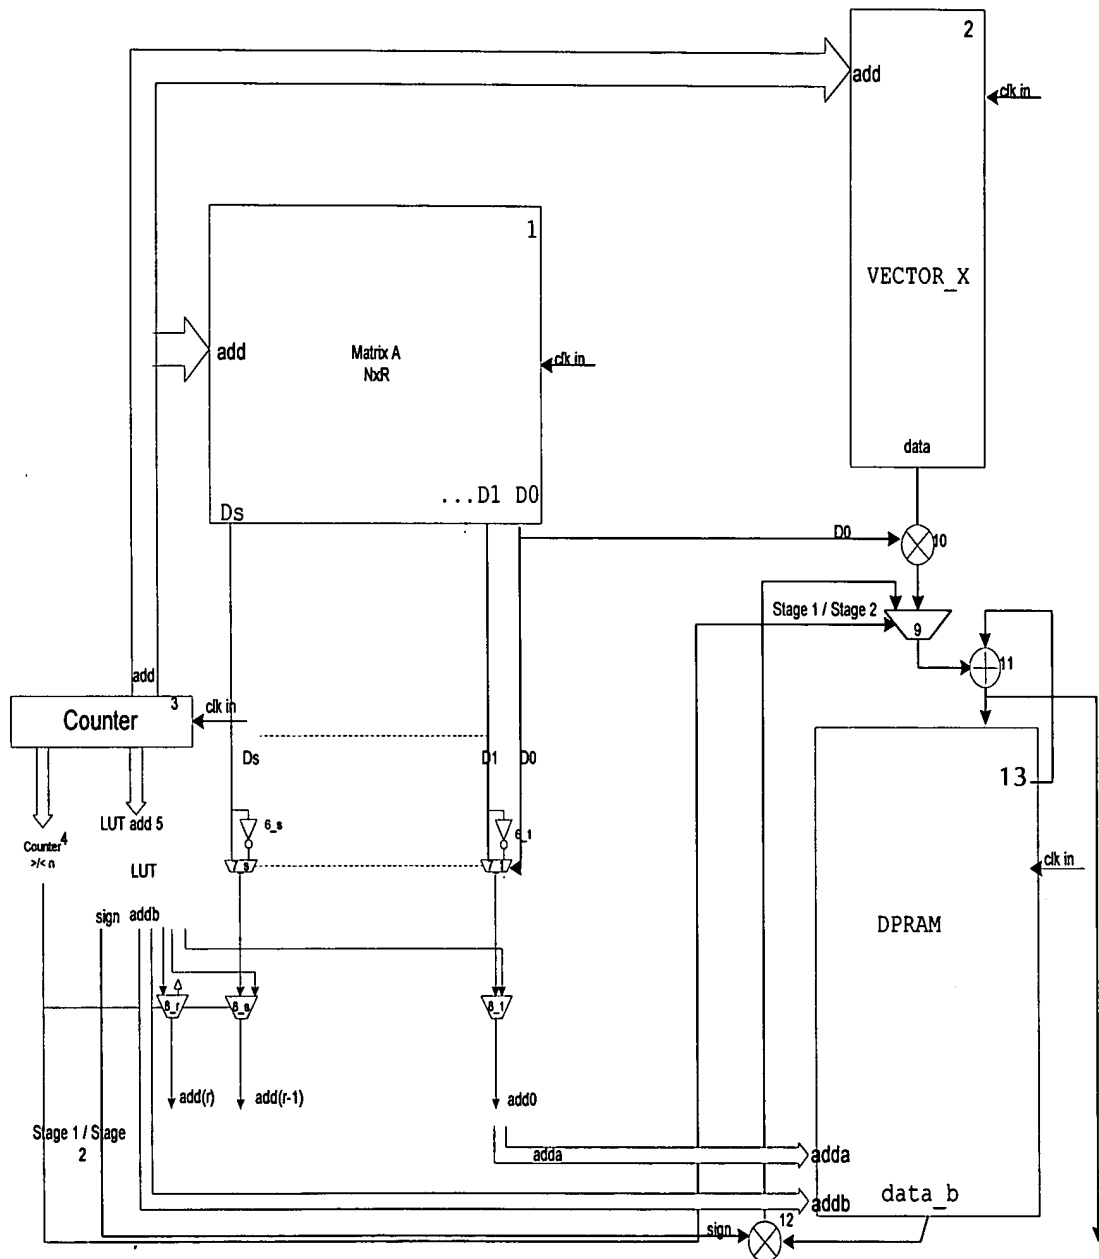 2
add
clk in
1
VECTOR_X
add
Matrix A
NxR
clk in
data
...D1 D0
Ds
D0
10
Stage 1 / Stage 2
9
11
add
3
Counter
clk in
Ds
D1
D0
13
6_s
LUT add 5
6_1
Counter 4
>/< n
clk in
LUT
sign
addb
DPRAM
8_r
8_s
8_1
add(r)
add(r-1)
add0
Stage 1 / Stage
2
adda
adda
addb
data_b
sign
12